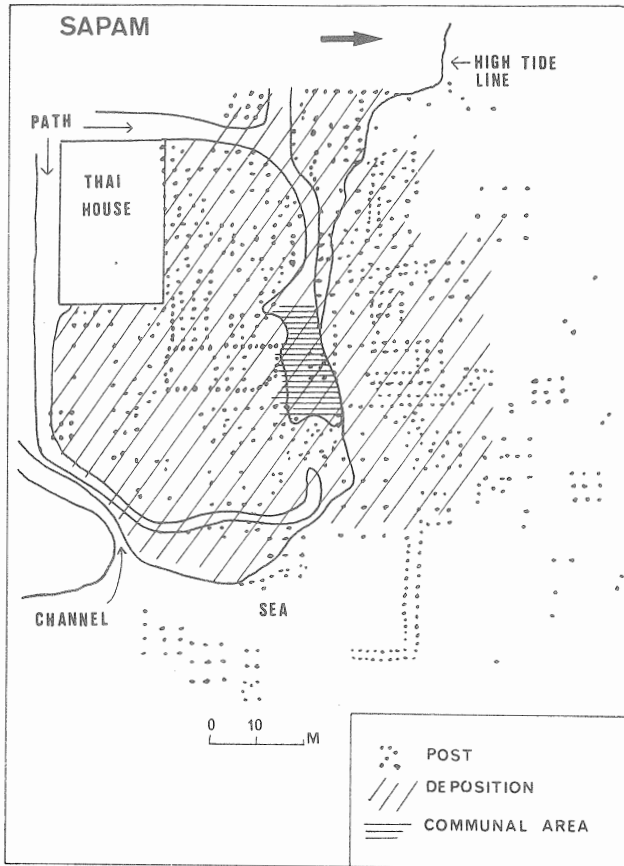 SAPAM
HIGH TIDE
LINE
PATH
THAI
HOUSE
CHANNEL
SEA
0 10 M
POST
DEPOSITION
COMMUNAL AREA